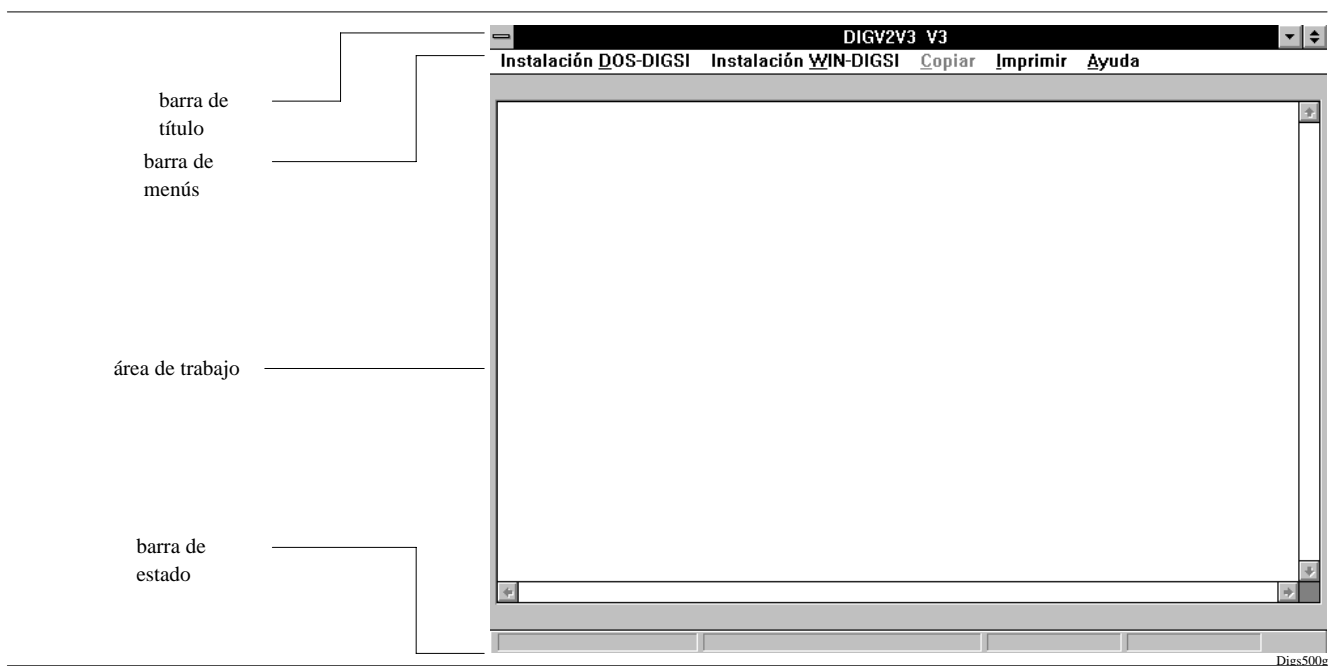 DIGV2V3 V3
Instalación DOS-DIGSI Instalación WIN-DIGSI Copiar Imprimir Ayuda
barra de
título
barra de
menús
área de trabajo
barra de
estado
Digs500g